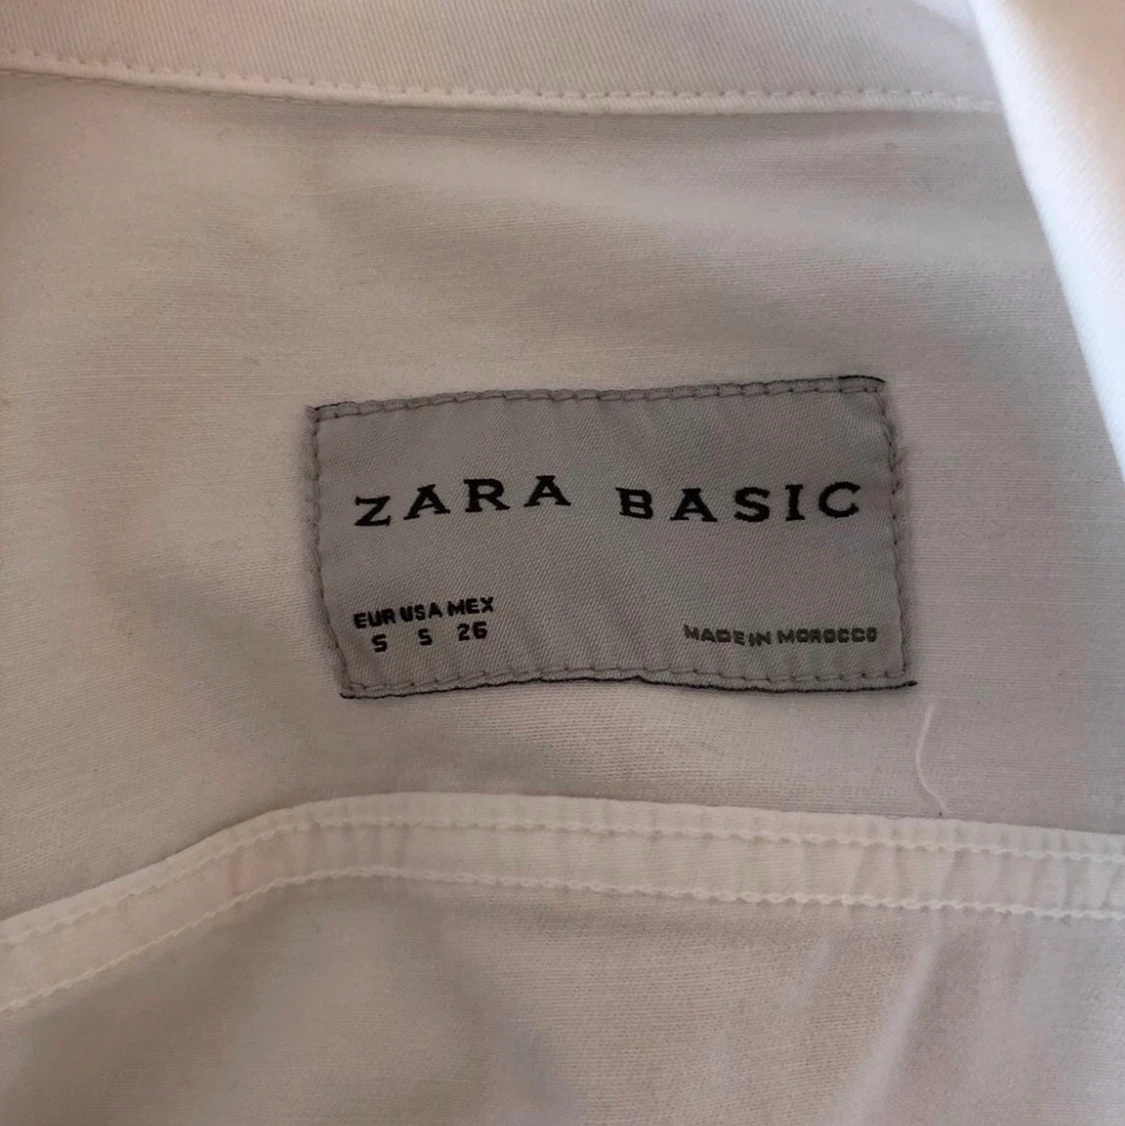 ZARA BASIC
EUR USA MEX
S S 26
MADE IN MOROCCO